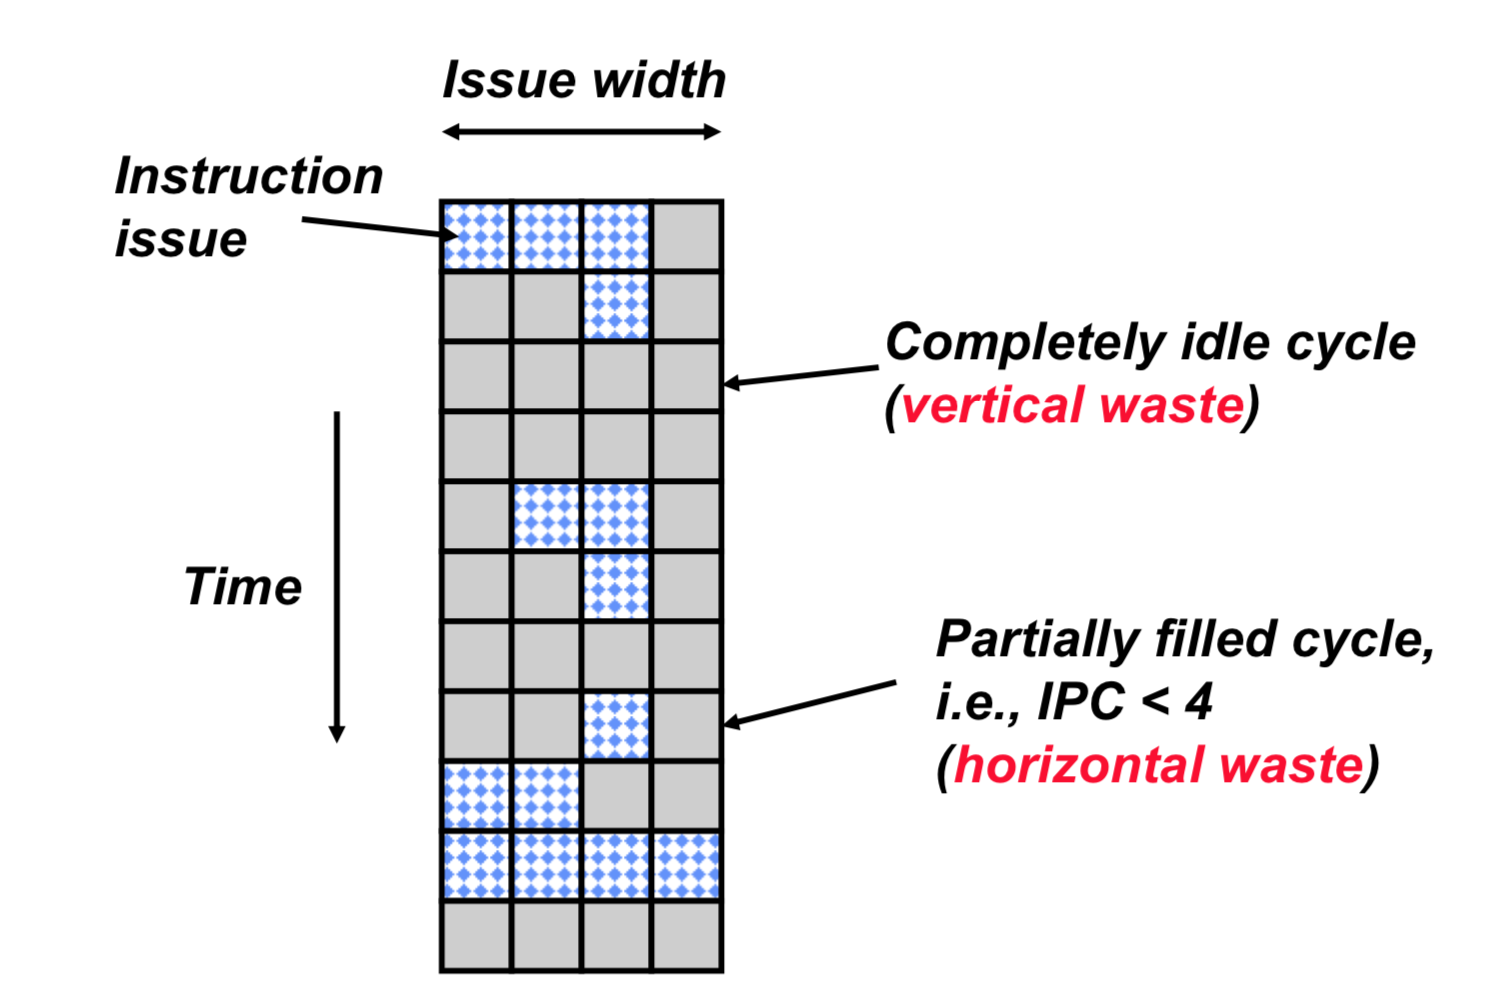 Issue width
Instruction
issue
Completely idle cycle
(vertical waste)
Time
Partially filled cycle,
i.e., IPC < 4
(horizontal waste)